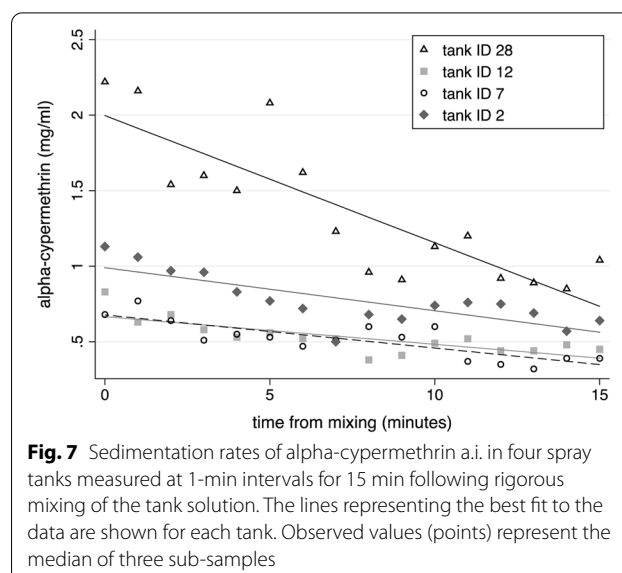 2.5
2
1.5
1
.5
alpha-cypermethrin (mg/ml)
tank ID 28
tank ID 12
tank ID 7
tank ID 2
0
5
10
15
time from mixing (minutes)
Fig. 7 Sedimentation rates of alpha-cypermethrin a.i. in four spray
tanks measured at 1-min intervals for 15 min following rigorous
mixing of the tank solution. The lines representing the best fit to the
data are shown for each tank. Observed values (points) represent the
median of three sub-samples